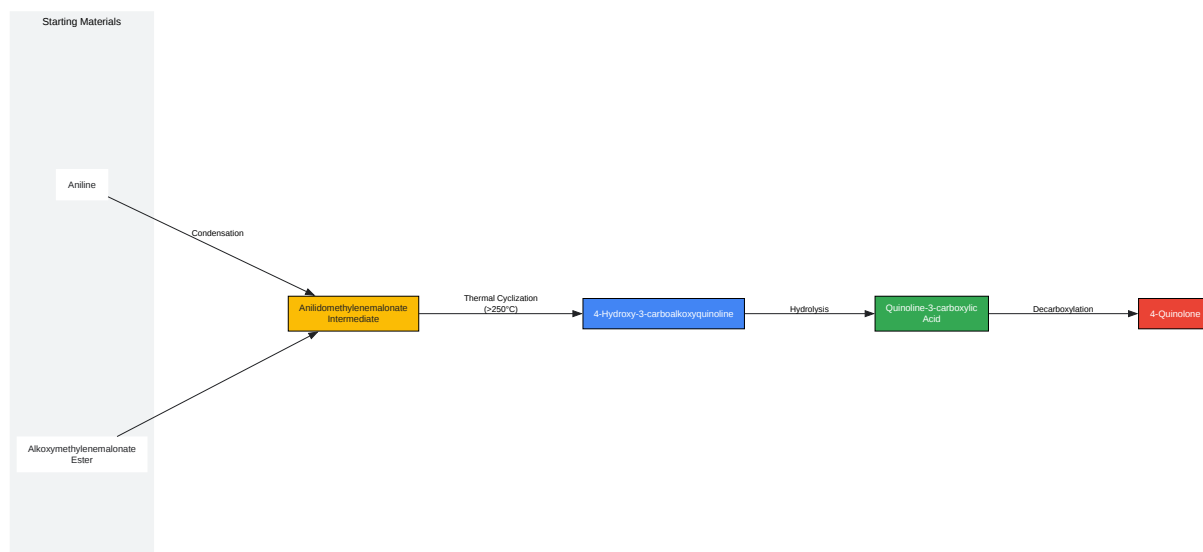 Starting Materials
Aniline
Condensation
Anilidomethylenemalonate
Intermediate
Thermal Cyclization
(>250°C)
4-Hydroxy-3-carboalkoxyquinoline
Hydrolysis
Quinoline-3-carboxylic
Acid
Decarboxylation
4-Quinolone
Alkoxymethylenemalonate
Ester